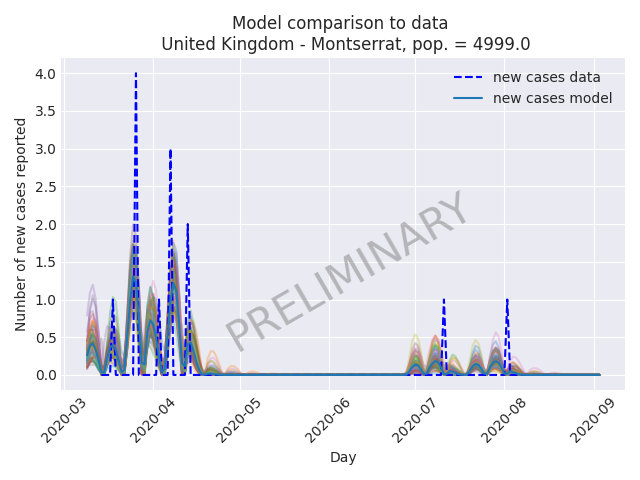 Model comparison to data
United Kingdom - Montserrat, pop. = 4999.0
4.0
3.5
3.0
2.5
2.0
1.5
1.0
0.5
0.0
Number of new cases reported
new cases data
new cases model
PRELIMINARY
2020-03
2020-04
2020-05
2020-06
2020-07
2020-08
2020-09
Day